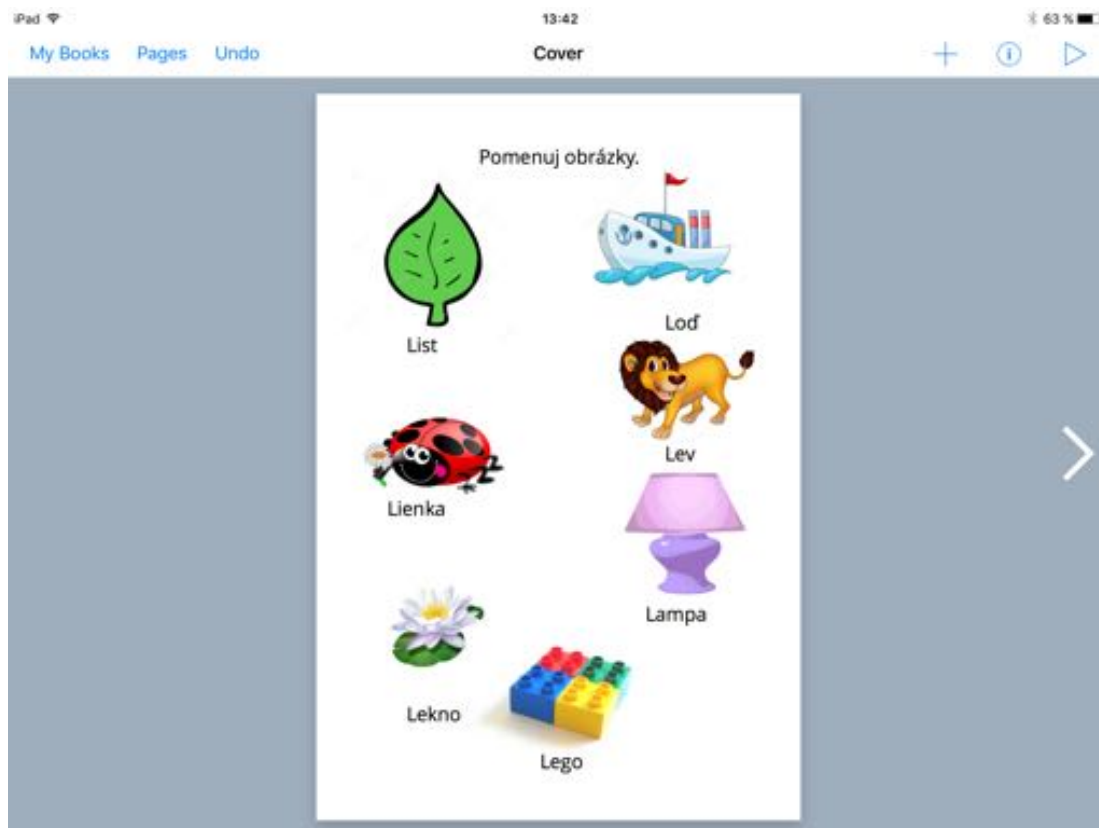 iPad 13:42 63 %
My Books Pages Undo Cover
Pomenuj obrázky.
Loď
List
Lev
Lienka
Lampa
Lekno
Lego